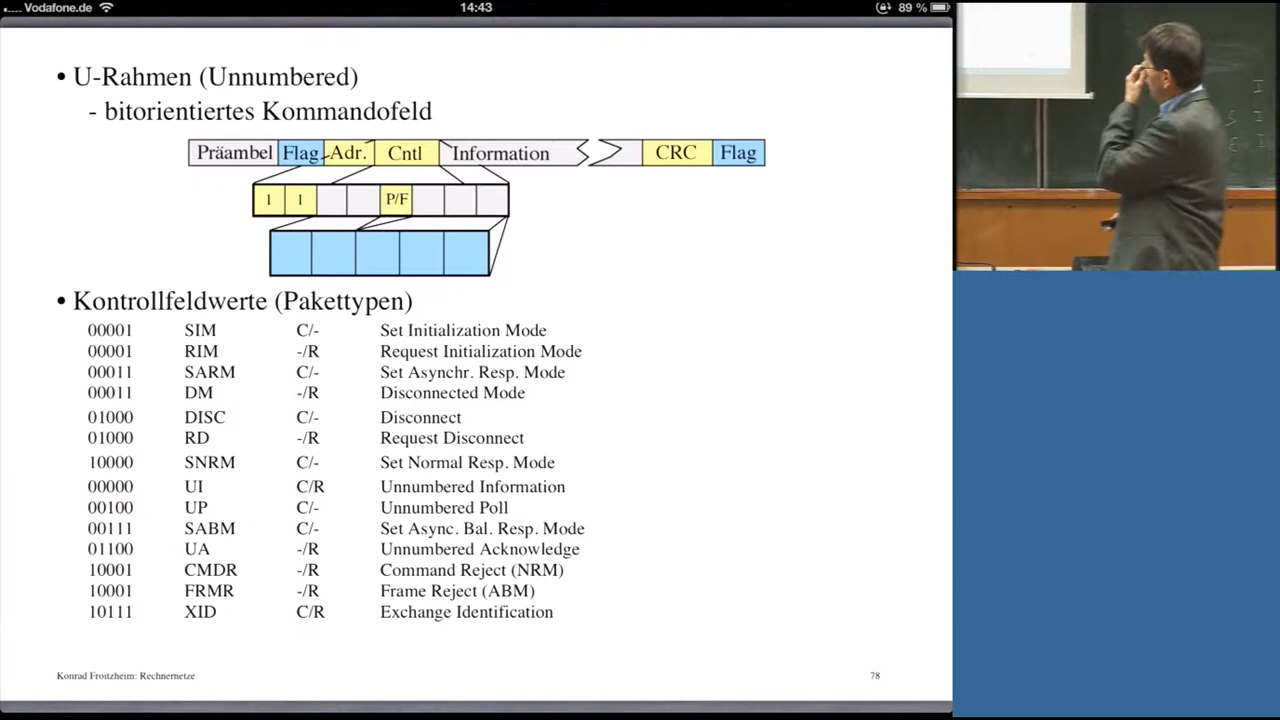 Vodafone.de 14:43 89 %
• U-Rahmen (Unnumbered)
- bitorientiertes Kommandofeld
Präambel Flag Adr. Cntl Information CRC Flag
1 1 P/F
• Kontrollfeldwerte (Pakettypen)
00001 SIM C/- Set Initialization Mode
00001 RIM -/R Request Initialization Mode
00011 SARM C/- Set Asynchr. Resp. Mode
00011 DM -/R Disconnected Mode
01000 DISC C/- Disconnect
01000 RD -/R Request Disconnect
10000 SNRM C/- Set Normal Resp. Mode
00000 UI C/R Unnumbered Information
00100 UP C/- Unnumbered Poll
00111 SABM C/- Set Async. Bal. Resp. Mode
01100 UA -/R Unnumbered Acknowledge
10001 CMDR -/R Command Reject (NRM)
10001 FRMR -/R Frame Reject (ABM)
10111 XID C/R Exchange Identification
Konrad Froitzheim: Rechnernetze 78